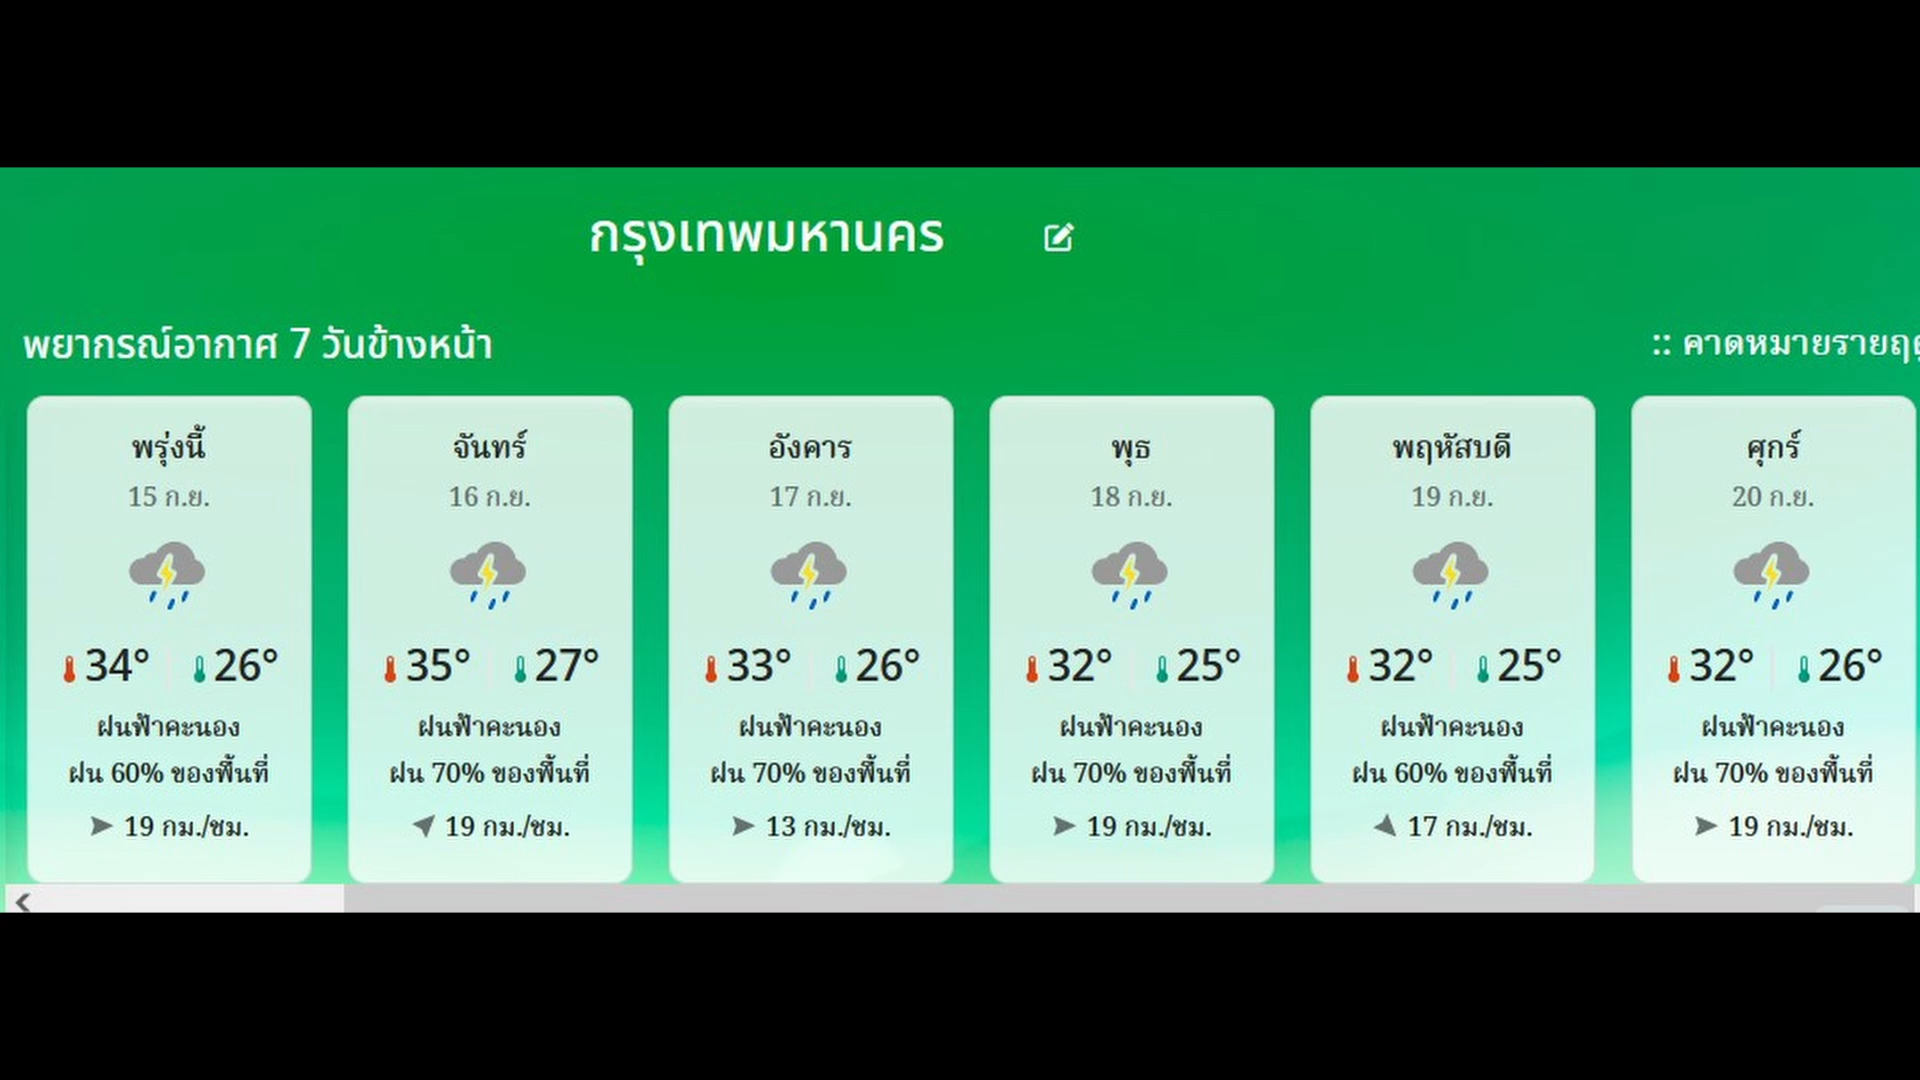 กรุงเทพมหานคร
พยากรณ์อากาศ 7 วันข้างหน้า
:: คาดหมายรายฤดู
พรุ่งนี้
15 ก.ย.
34° 26°
ฝนฟ้าคะนอง
ฝน 60% ของพื้นที่
19 กม./ชม.
จันทร์
16 ก.ย.
35° 27°
ฝนฟ้าคะนอง
ฝน 70% ของพื้นที่
19 กม./ชม.
อังคาร
17 ก.ย.
33° 26°
ฝนฟ้าคะนอง
ฝน 70% ของพื้นที่
13 กม./ชม.
พุธ
18 ก.ย.
32° 25°
ฝนฟ้าคะนอง
ฝน 70% ของพื้นที่
19 กม./ชม.
พฤหัสบดี
19 ก.ย.
32° 25°
ฝนฟ้าคะนอง
ฝน 60% ของพื้นที่
17 กม./ชม.
ศุกร์
20 ก.ย.
32° 26°
ฝนฟ้าคะนอง
ฝน 70% ของพื้นที่
19 กม./ชม.